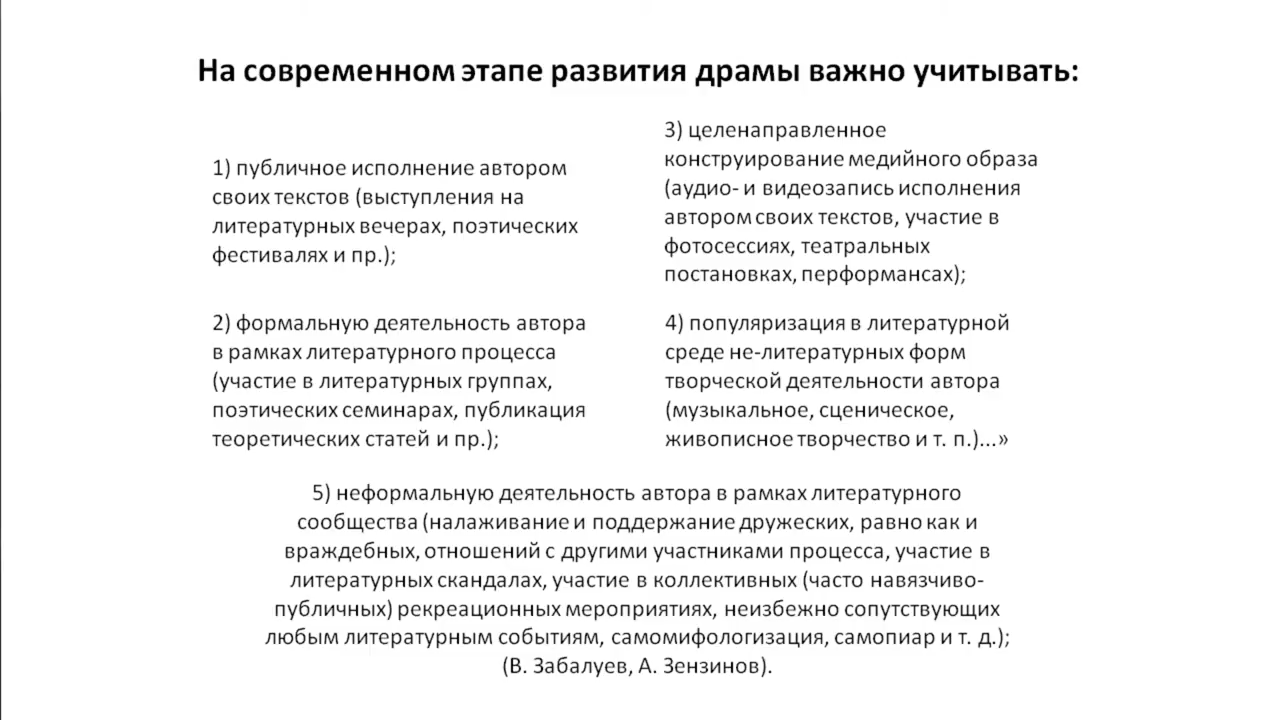 На современном этапе развития драмы важно учитывать:
1) публичное исполнение автором
своих текстов (выступления на
литературных вечерах, поэтических
фестивалях и пр.);
2) формальную деятельность автора
в рамках литературного процесса
(участие в литературных группах,
поэтических семинарах, публикация
теоретических статей и пр.);
3) целенаправленное
конструирование медийного образа
(аудио- и видеозапись исполнения
автором своих текстов, участие в
фотосессиях, театральных
постановках, перформансах);
4) популяризация в литературной
среде не-литературных форм
творческой деятельности автора
(музыкальное, сценическое,
живописное творчество и т. п.)...»
5) неформальную деятельность автора в рамках литературного
сообщества (налаживание и поддержание дружеских, равно как и
враждебных, отношений с другими участниками процесса, участие в
литературных скандалах, участие в коллективных (часто навязчиво-
публичных) рекреационных мероприятиях, неизбежно сопутствующих
любым литературным событиям, самомифологизация, самопиар и т. д.);
(В. Забалуев, А. Зензинов).